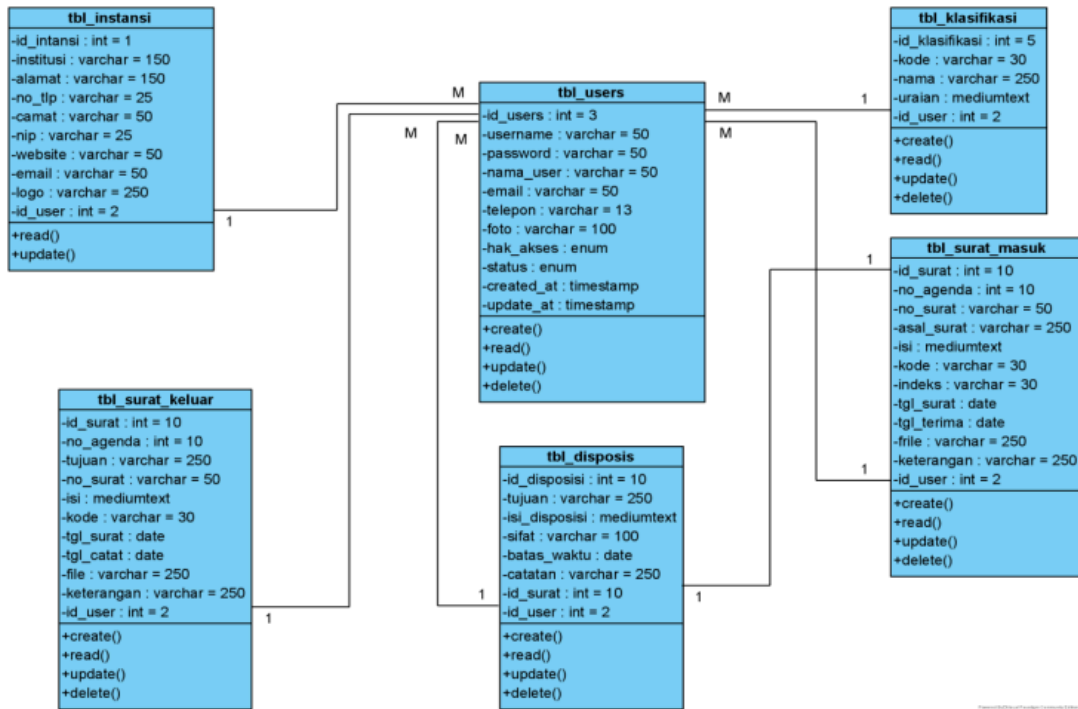 tbl_instansi
-id_intansi : int = 1
-institusi : varchar = 150
-alamat : varchar = 150
-no_tlp : varchar = 25
-camat : varchar = 50
-nip : varchar = 25
-website : varchar = 50
-email : varchar = 50
-logo : varchar = 250
-id_user : int = 2
+read()
+update()
1
M
M
M
tbl_users
-id_users : int = 3
-username : varchar = 50
-password : varchar = 50
-nama_user : varchar = 50
-email : varchar = 50
-telepon : varchar = 13
-foto : varchar = 100
-hak_akses : enum
-status : enum
-created_at : timestamp
-update_at : timestamp
+create()
+read()
+update()
+delete()
M
M
1
tbl_klasifikasi
-id_klasifikasi : int = 5
-kode : varchar = 30
-nama : varchar = 250
-uraian : mediumtext
-id_user : int = 2
+create()
+read()
+update()
+delete()
1
1
tbl_surat_masuk
-id_surat : int = 10
-no_agenda : int = 10
-no_surat : varchar = 50
-asal_surat : varchar = 250
-isi : mediumtext
-kode : varchar = 30
-indeks : varchar = 30
-tgl_surat : date
-tgl_terima : date
-frile : varchar = 250
-keterangan : varchar = 250
-id_user : int = 2
+create()
+read()
+update()
+delete()
tbl_surat_keluar
-id_surat : int = 10
-no_agenda : int = 10
-tujuan : varchar = 250
-no_surat : varchar = 50
-isi : mediumtext
-kode : varchar = 30
-tgl_surat : date
-tgl_catat : date
-file : varchar = 250
-keterangan : varchar = 250
-id_user : int = 2
+create()
+read()
+update()
+delete()
1
1
tbl_disposis
-id_disposisi : int = 10
-tujuan : varchar = 250
-isi_disposisi : mediumtext
-sifat : varchar = 100
-batas_waktu : date
-catatan : varchar = 250
-id_surat : int = 10
-id_user : int = 2
+create()
+read()
+update()
+delete()
1